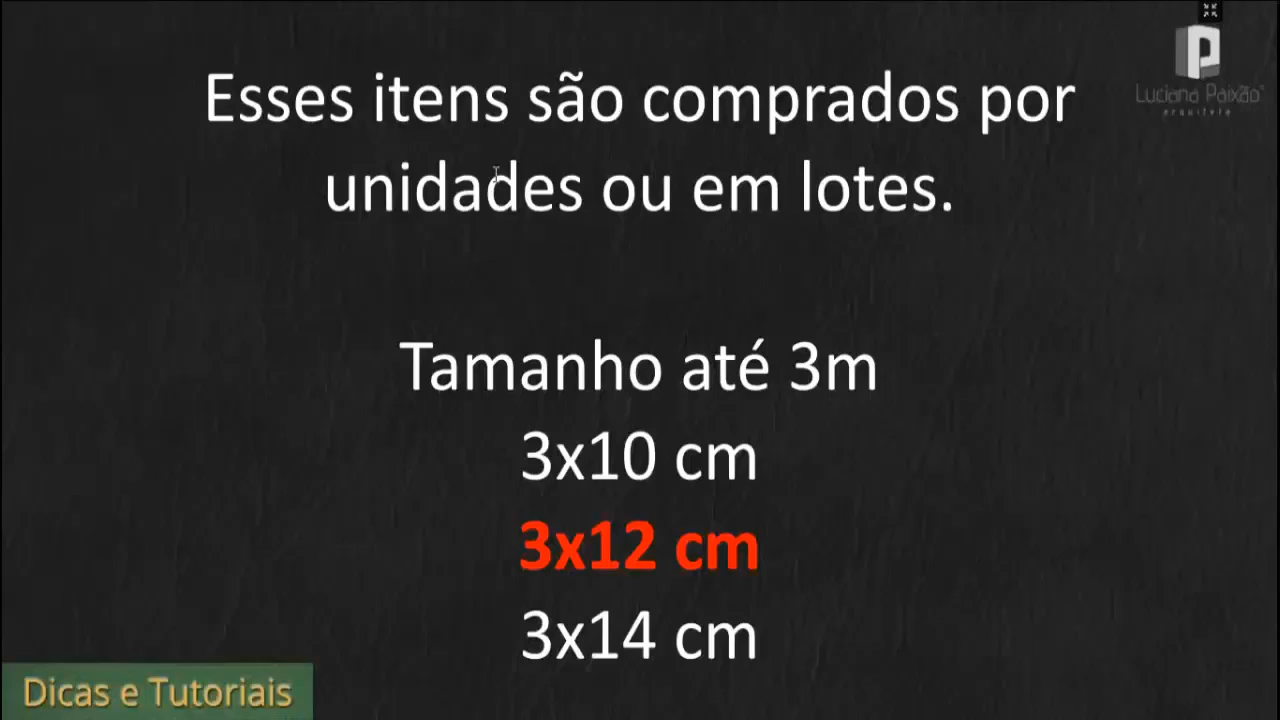 Luciana Paixão
arquiteta
Esses itens são comprados por
unidades ou em lotes.
Tamanho até 3m
3x10 cm
3x12 cm
3x14 cm
Dicas e Tutoriais